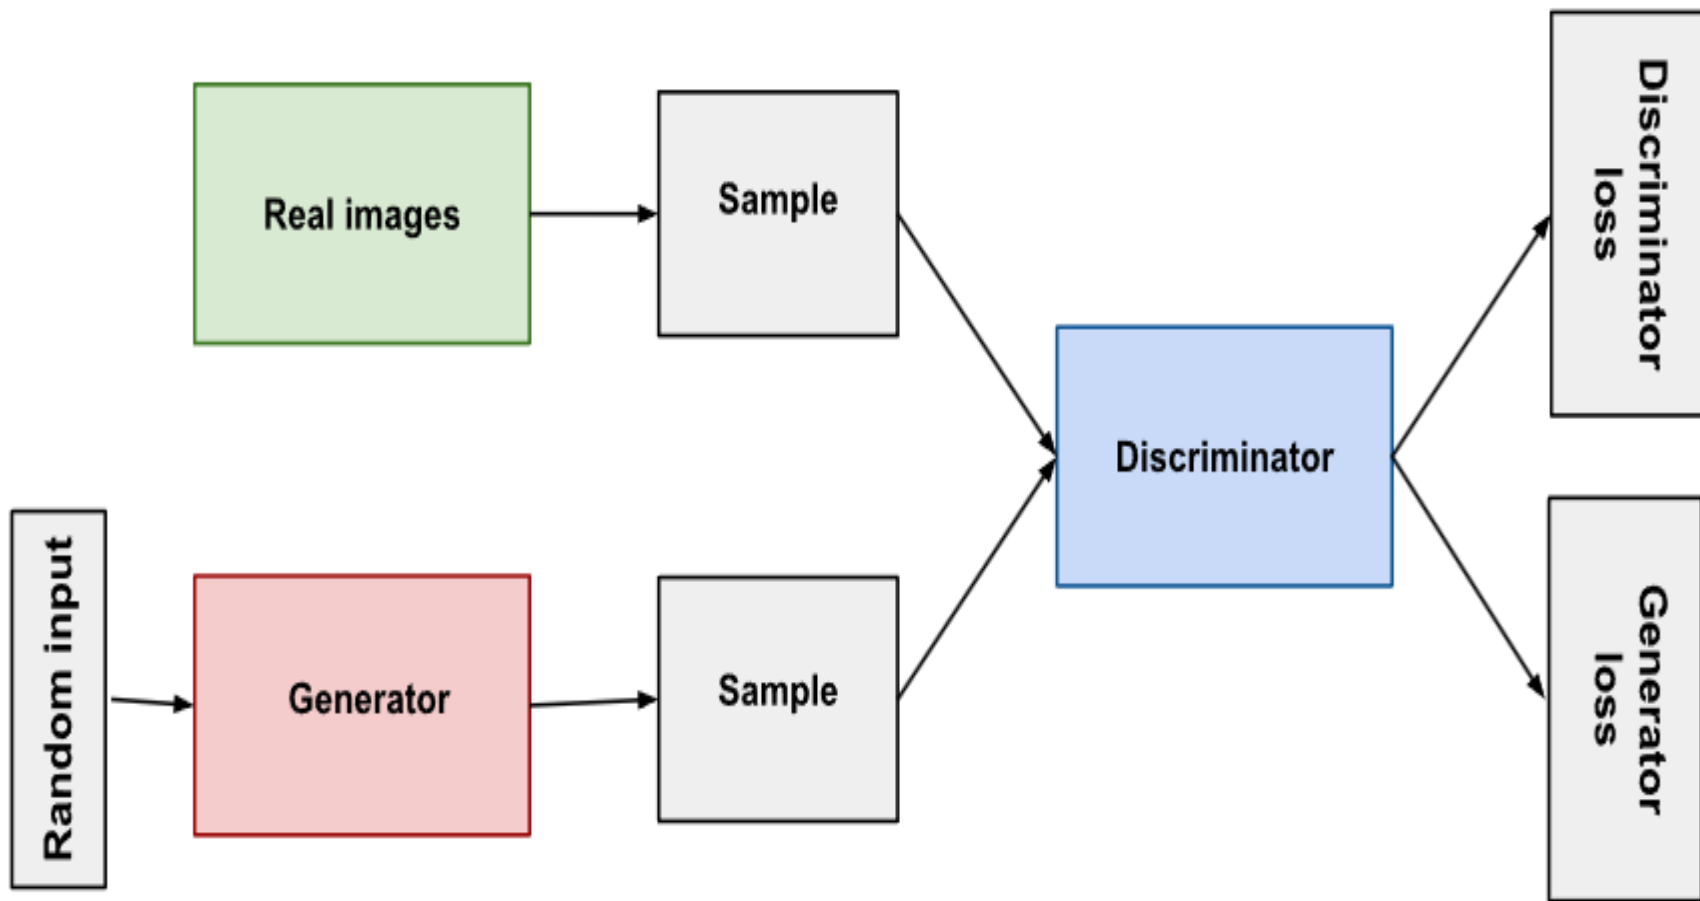 Real images
Sample
Discriminator
loss
Discriminator
Random input
Generator
Sample
Generator
loss